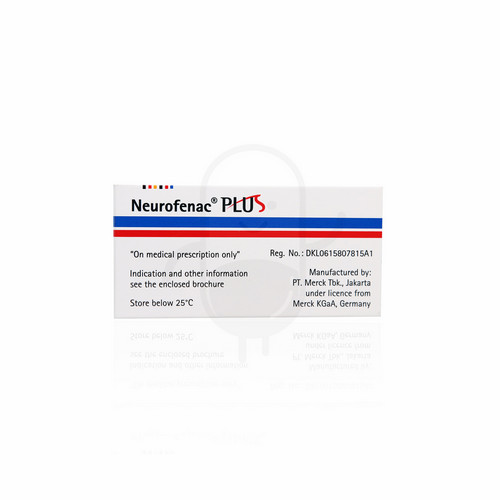 Neurofenac® PLUS
"On medical prescription only"
Reg. No.: DKL0615807815A1
Indication and other information
see the enclosed brochure
Store below 25°C
Manufactured by:
PT. Merck Tbk., Jakarta
under licence from
Merck KGaA, Germany